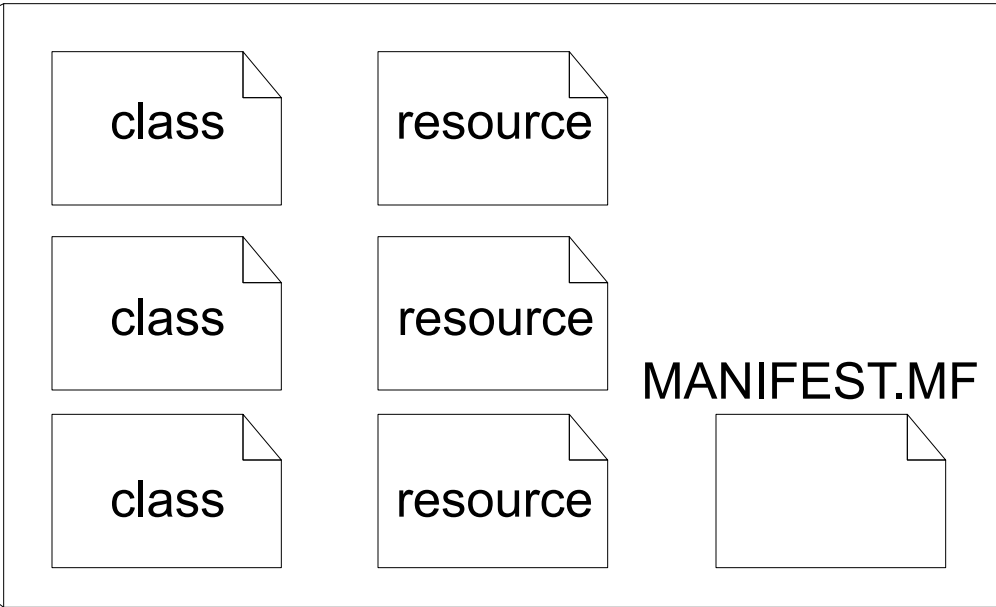 class
resource
class
resource
MANIFEST.MF
class
resource